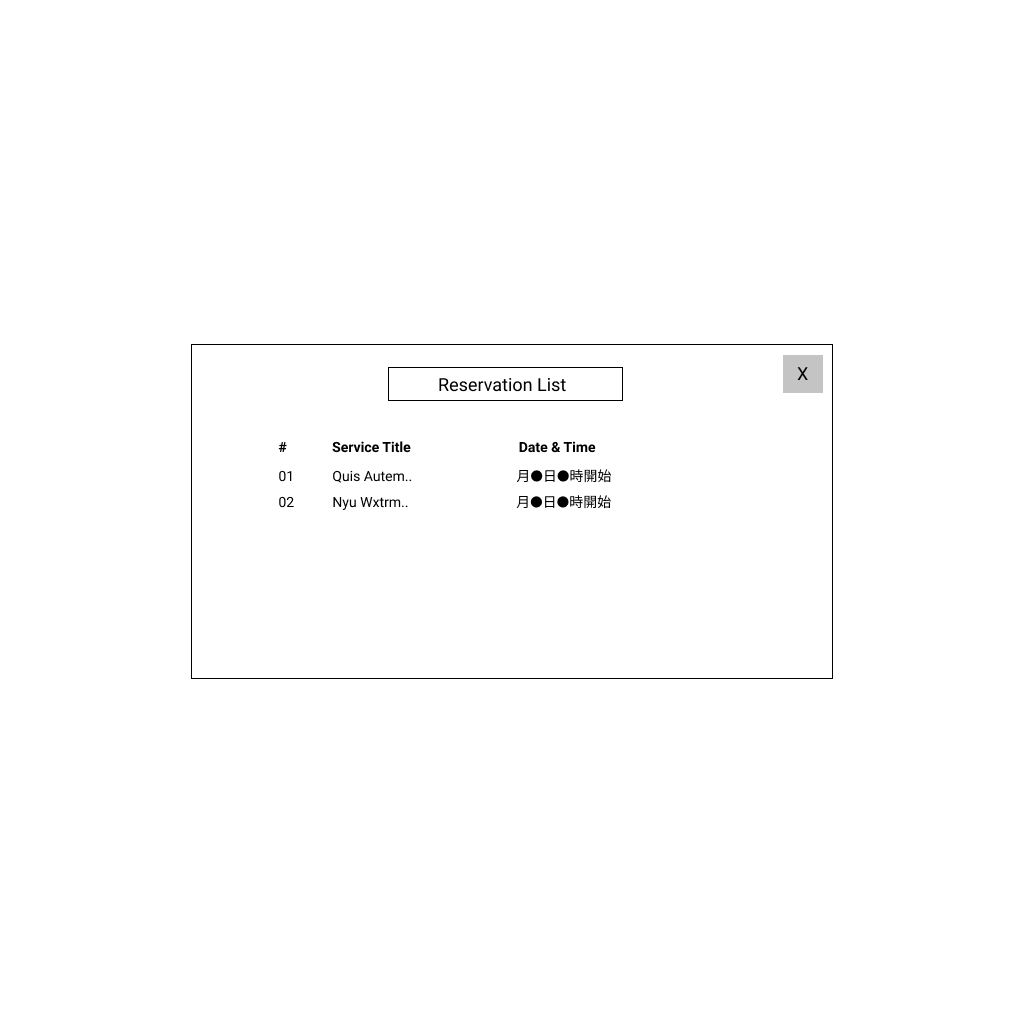 X
Reservation List
# Service Title Date & Time
01 Quis Autem.. 月●日●時開始
02 Nyu Wxtrm.. 月●日●時開始